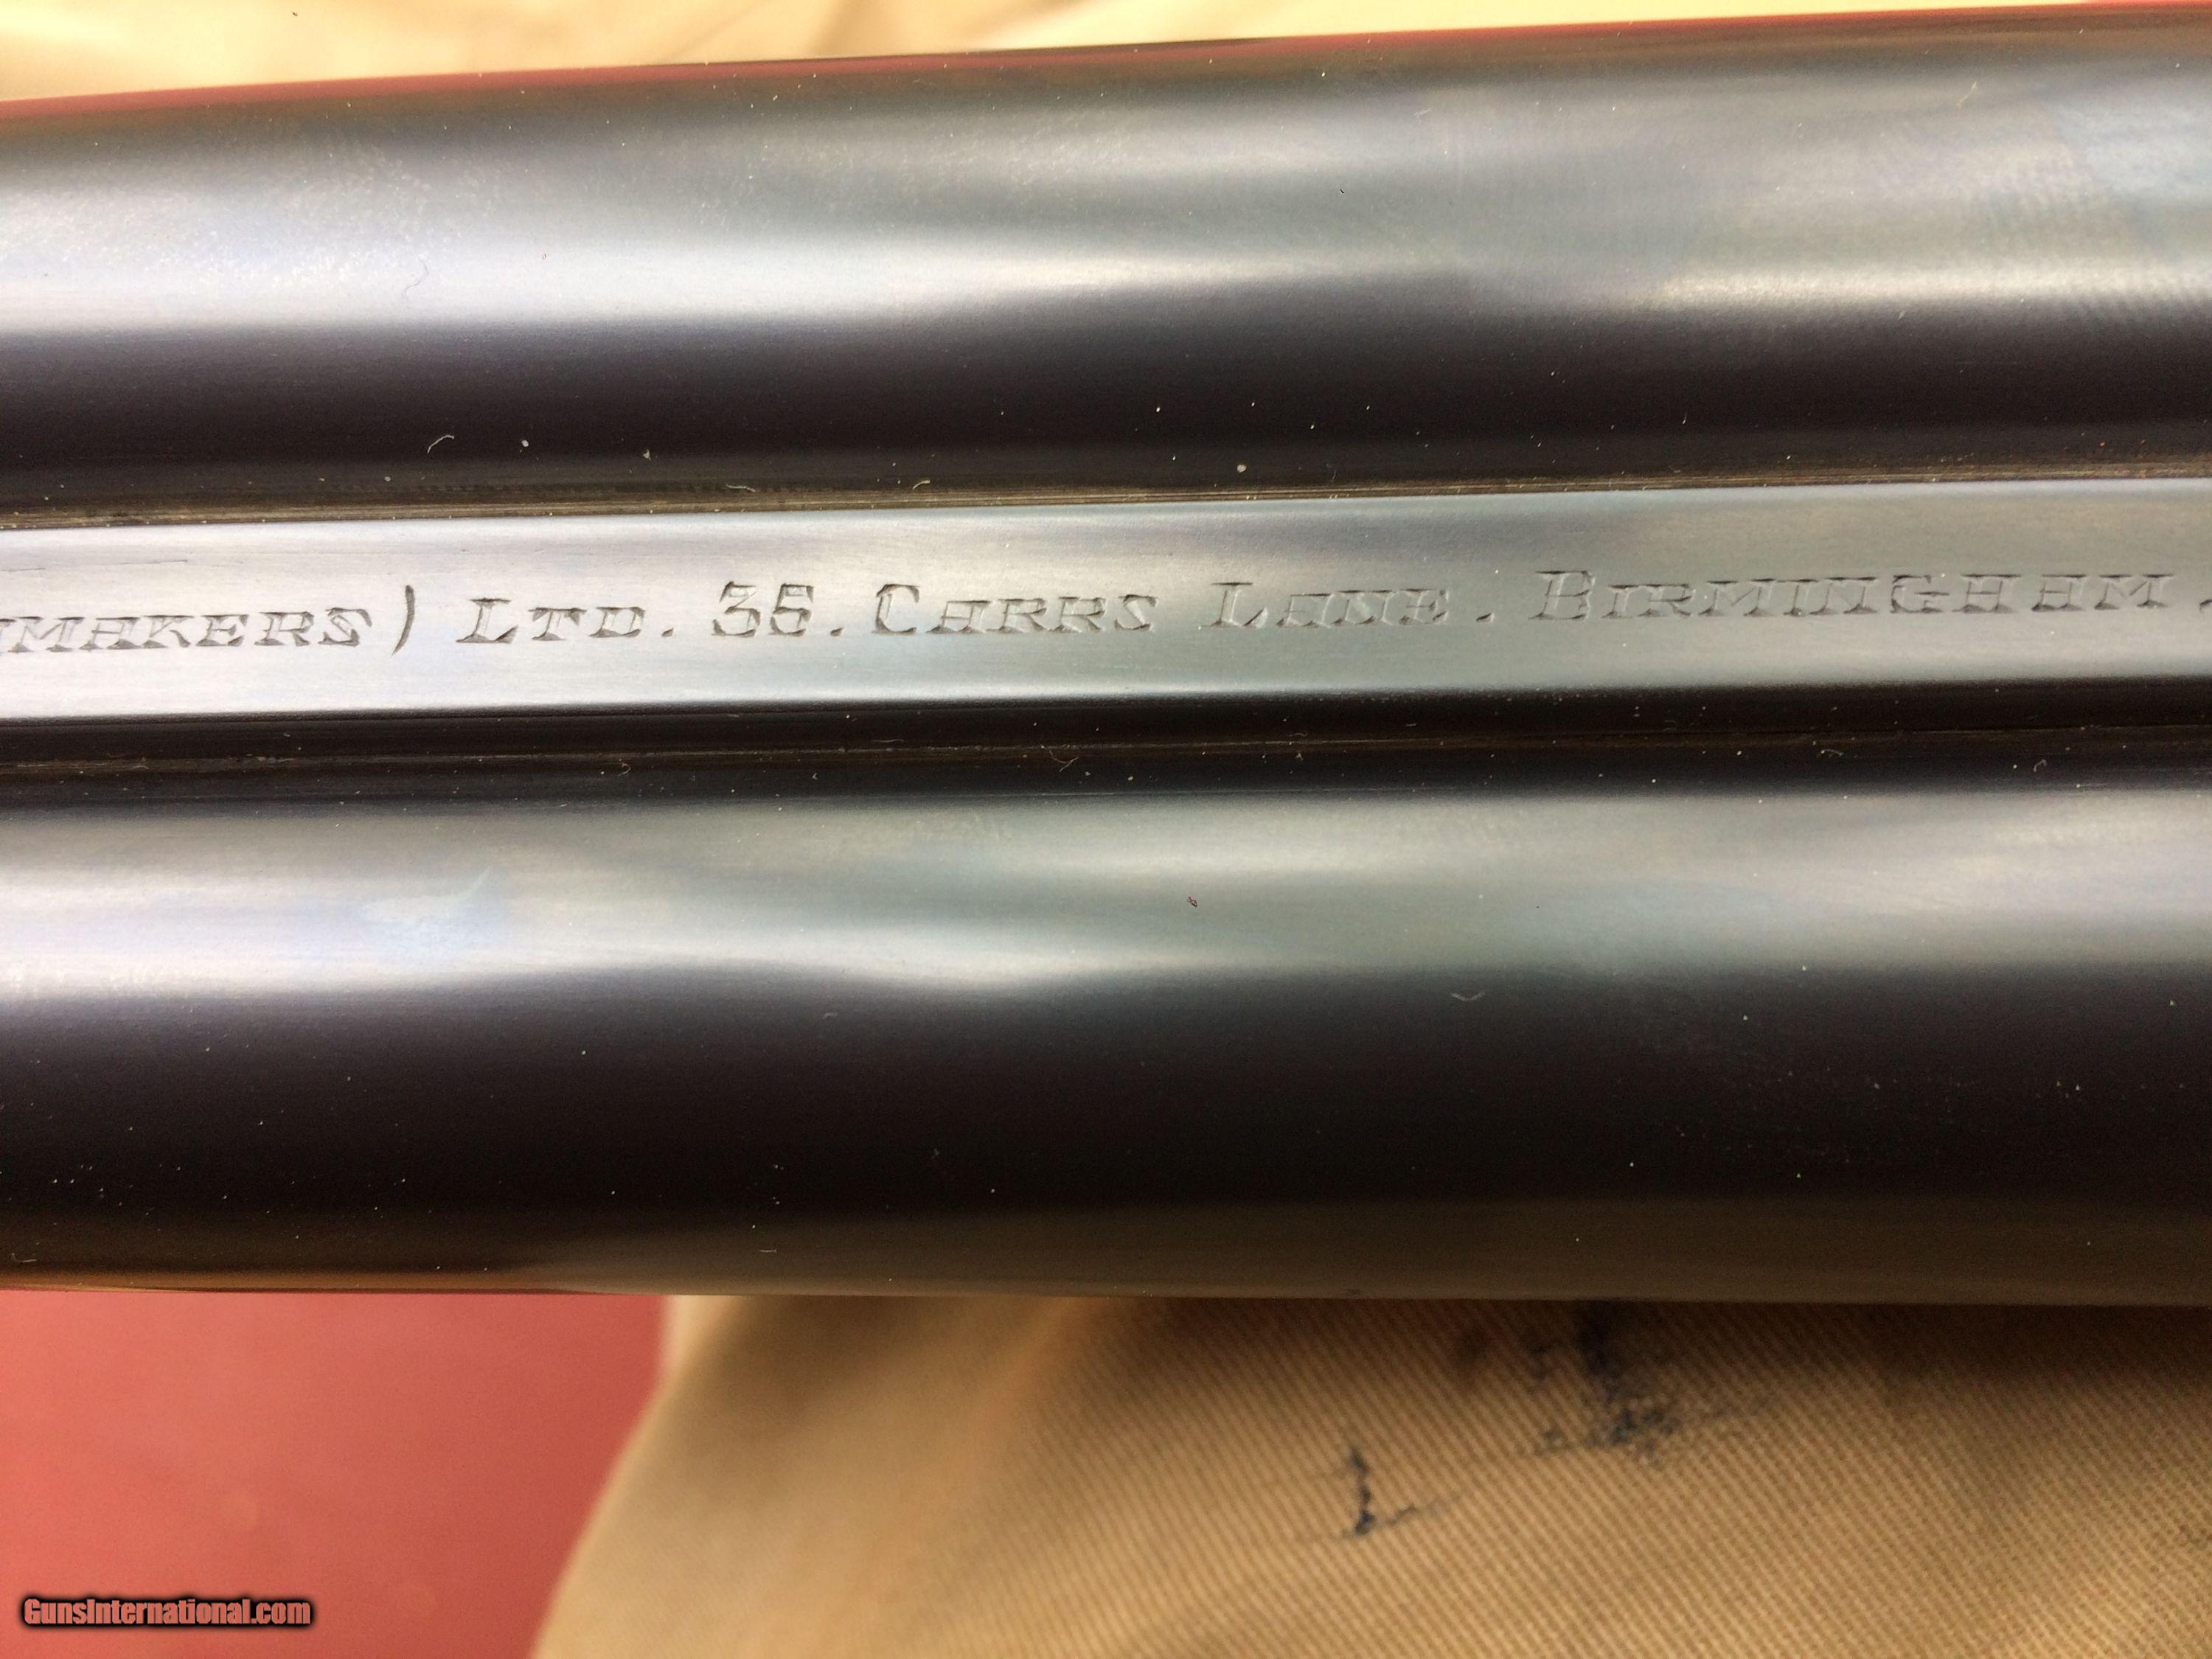 MAKERS) LTD. 35. CARRS LANE. BIRMINGHAM.
GunsInternational.com